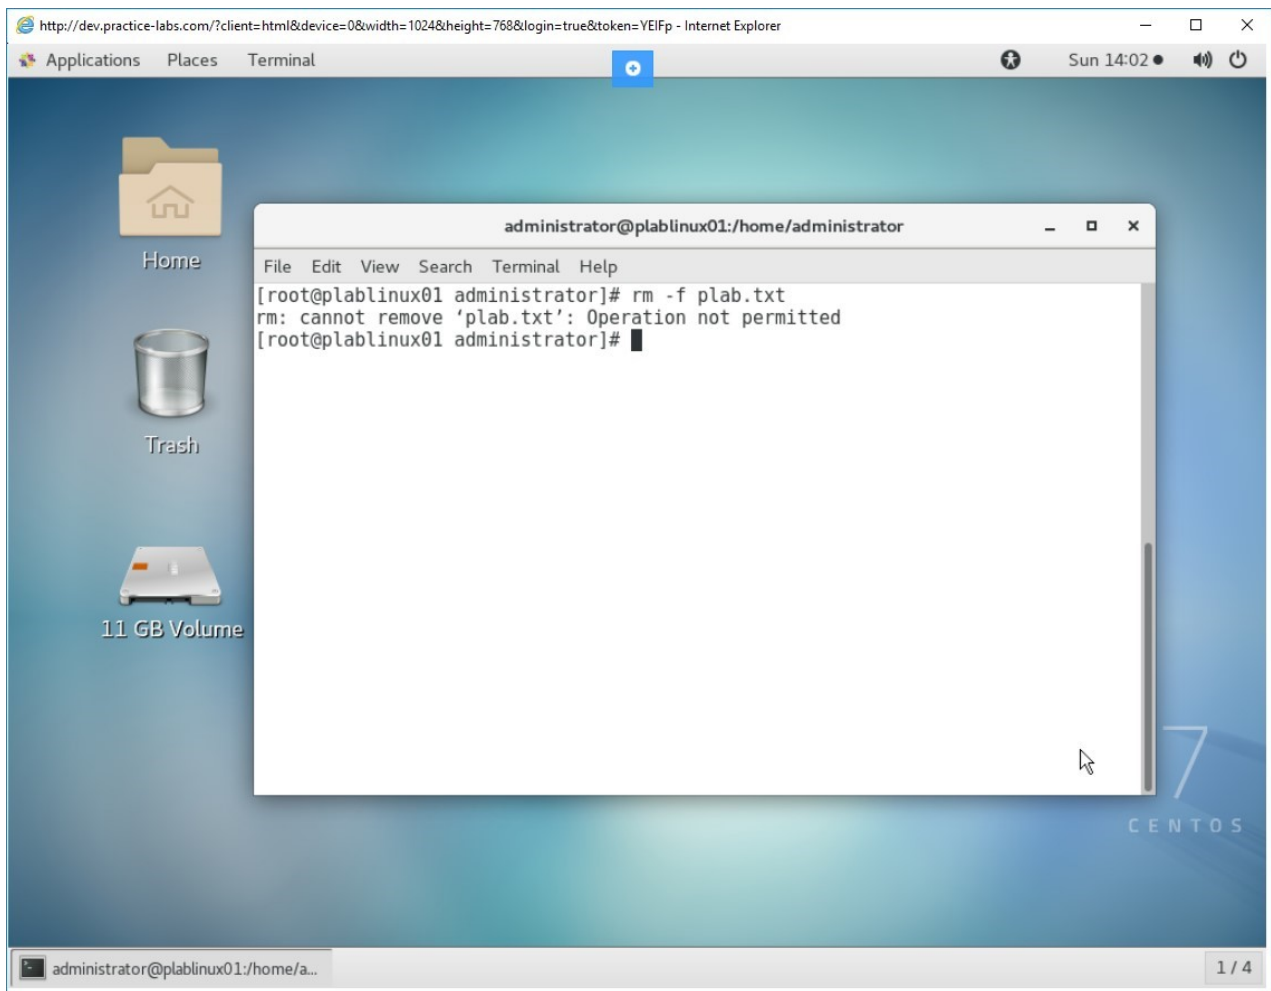 http://dev.practice-labs.com/?client=html&device=0&width=1024&height=768&login=true&token=YEIFp - Internet Explorer
Applications Places Terminal Sun 14:02
Home
Trash
11 GB Volume
administrator@plablinux01:/home/administrator
File Edit View Search Terminal Help
[root@plablinux01 administrator]# rm -f plab.txt
rm: cannot remove ‘plab.txt’: Operation not permitted
[root@plablinux01 administrator]#
7
CENTOS
administrator@plablinux01:/home/a...
1 / 4